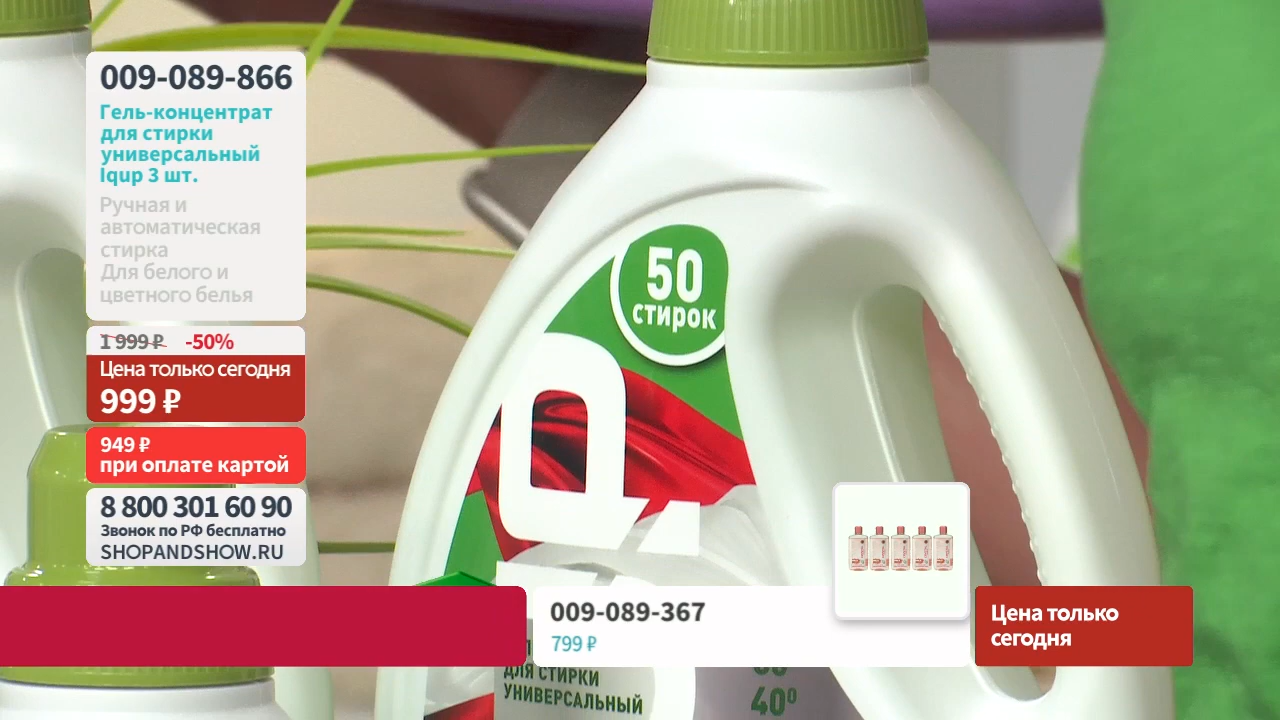 009-089-866
Гель-концентрат
для стирки
универсальный
Iqup 3 шт.
Ручная и
автоматическая
стирка
Для белого и
цветного белья
1 999 ₽ -50%
Цена только сегодня
999 ₽
949 ₽
при оплате картой
8 800 301 60 90
Звонок по РФ бесплатно
SHOPANDSHOW.RU
50
стирок
009-089-367
799 ₽
Цена только
сегодня
ДЛЯ СТИРКИ
УНИВЕРСАЛЬНЫЙ
40⁰